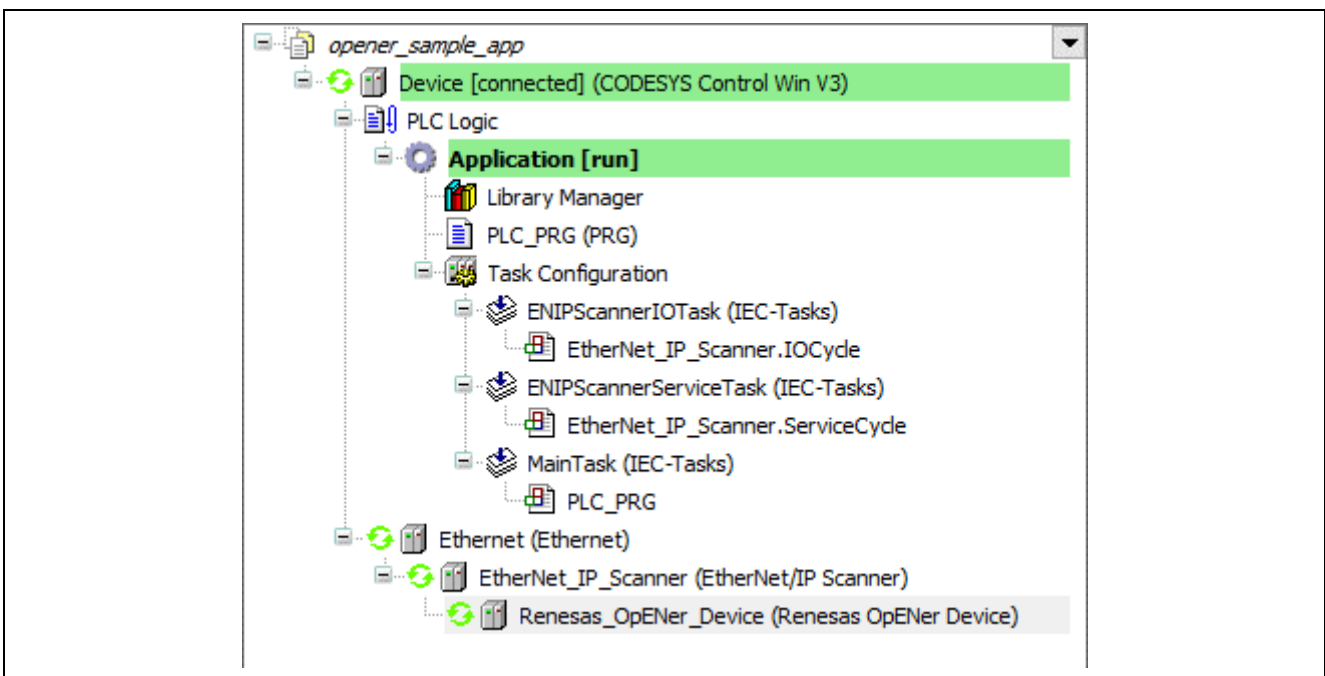 opener_sample_app
Device [connected] (CODESYS Control Win V3)
PLC Logic
Application [run]
Library Manager
PLC_PRG (PRG)
Task Configuration
ENIPScannerIOTask (IEC-Tasks)
EtherNet_IP_Scanner.IOCycle
ENIPScannerServiceTask (IEC-Tasks)
EtherNet_IP_Scanner.ServiceCycle
MainTask (IEC-Tasks)
PLC_PRG
Ethernet (Ethernet)
EtherNet_IP_Scanner (EtherNet/IP Scanner)
Renesas_OpENer_Device (Renesas OpENer Device)